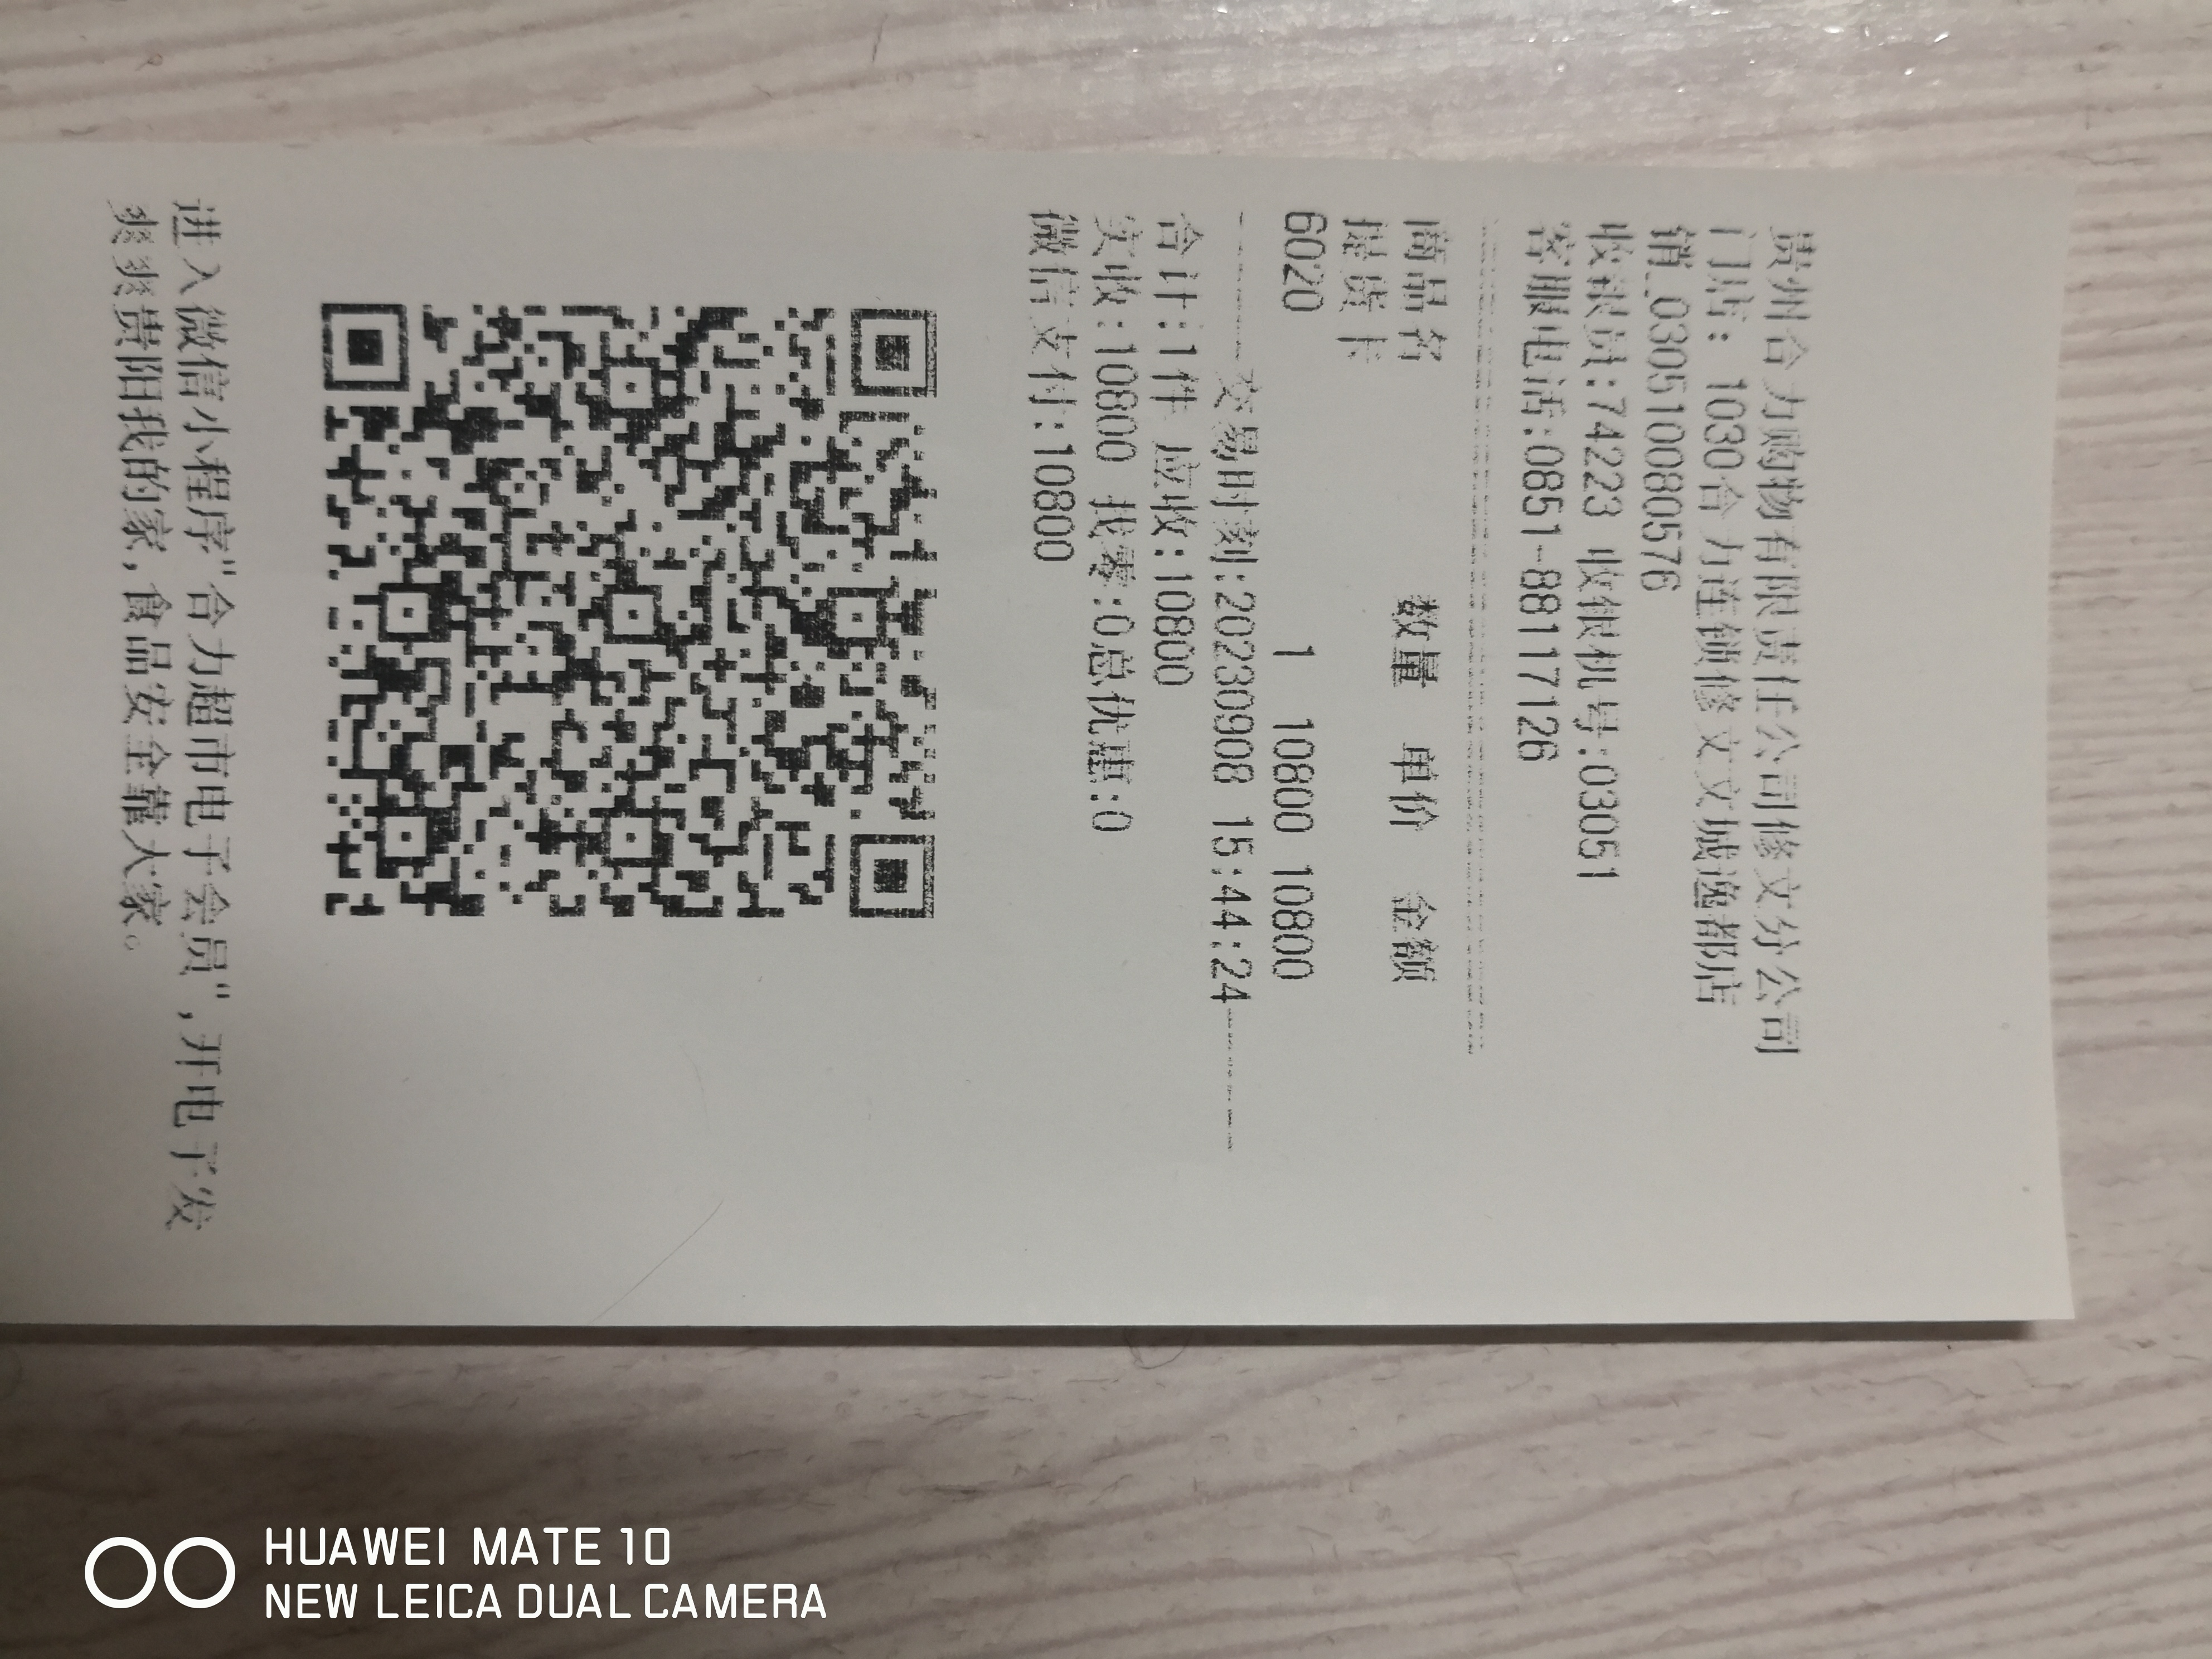 贵州合力购物有限责任公司修文分公司
门店: 1030合力连锁修文文城逸都店
销_0305100805​76
收银员:74223 收银机号:03051
客服电话:0851-88117126
商品名 数量 单价 金额
提货卡
6020 1 10800 10800
交易时刻:20230908 15:44:24
合计:1件 应收:10800
实收:10800 找零:0总优惠:0
微信支付:10800
进入微信小程序"合力超市电子会员",开电子发
爽爽贵阳我的家,食品安全靠大家。
HUAWEI MATE 10
NEW LEICA DUAL CAMERA